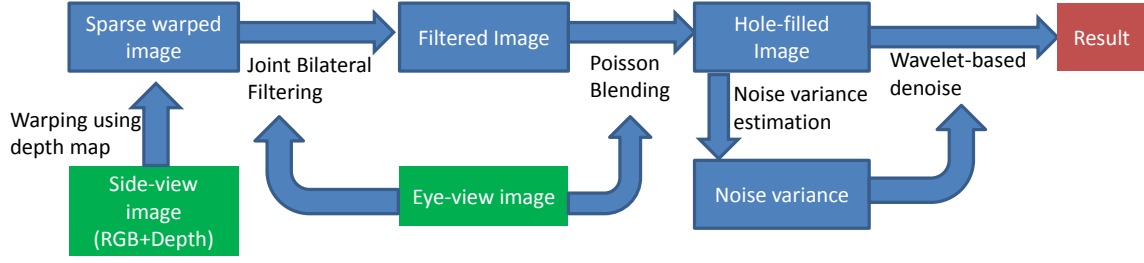 Sparse warped
image
Filtered Image
Hole-filled
Image
Result
Joint Bilateral
Filtering
Poisson
Blending
Wavelet-based
denoise
Noise variance
estimation
Warping using
depth map
Side-view
image
(RGB+Depth)
Eye-view image
Noise variance